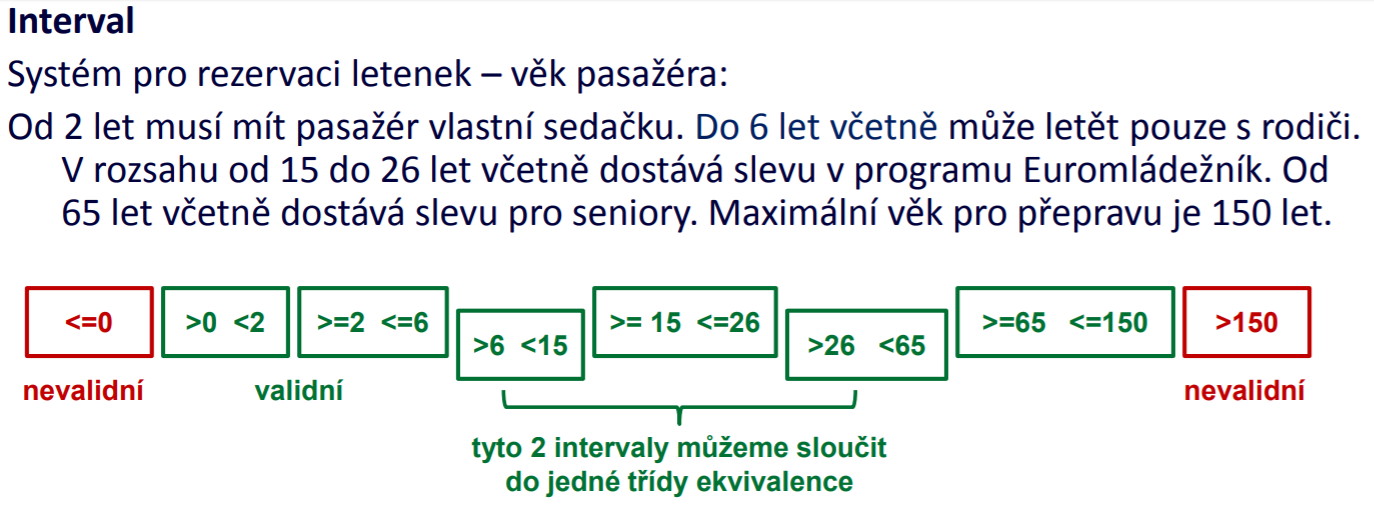 Interval
Systém pro rezervaci letenek – věk pasažéra:
Od 2 let musí mít pasažér vlastní sedačku. Do 6 let včetně může letět pouze s rodiči.
V rozsahu od 15 do 26 let včetně dostává slevu v programu Euromládežník. Od
65 let včetně dostává slevu pro seniory. Maximální věk pro přepravu je 150 let.
<=0
>0 <2
>=2 <=6
>6 <15
>= 15 <=26
>26 <65
>=65 <=150
>150
nevalidní
validní
nevalidní
tyto 2 intervaly můžeme sloučit
do jedné třídy ekvivalence